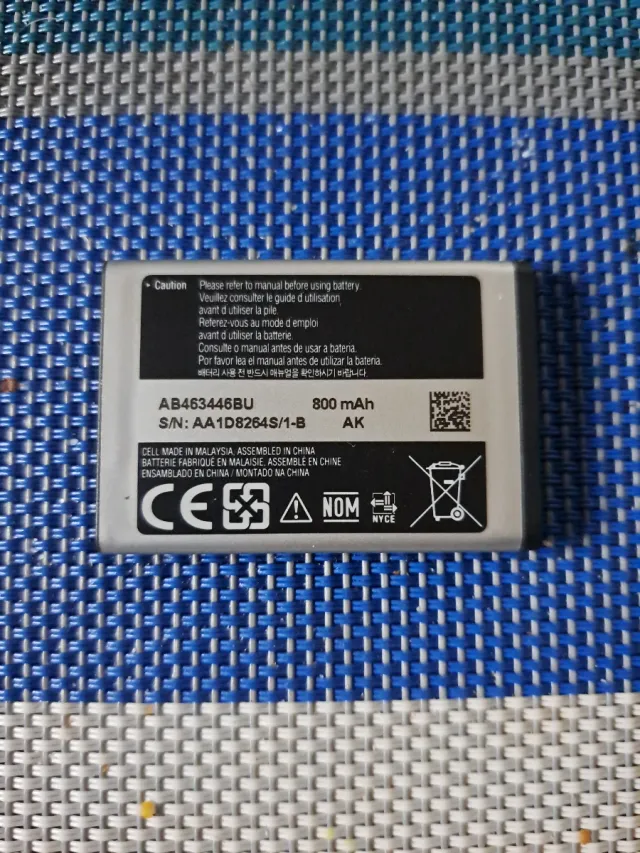 Caution Please refer to manual before using battery.
Veuillez consulter le guide d utilisation
avant d utiliser la pile.
Referez-vous au mode d emploi
avant d utiliser la batterie.
Consulte o manual antes de usar a bateria.
Por favor lea el manual antes de utilizar la batería.
배터리 사용 전 반드시 매뉴얼을 확인하시기 바랍니다.
AB463446BU 800 mAh
S/N: AA1D8264S/1-B AK
CELL MADE IN MALAYSIA, ASSEMBLED IN CHINA
BATTERIE FABRIQUÉ EN MALAISIE. ASSEMBLÉ EN CHINE
ENSAMBLADO EN CHINA / MONTADO NA CHINA
CE NOM NYCE